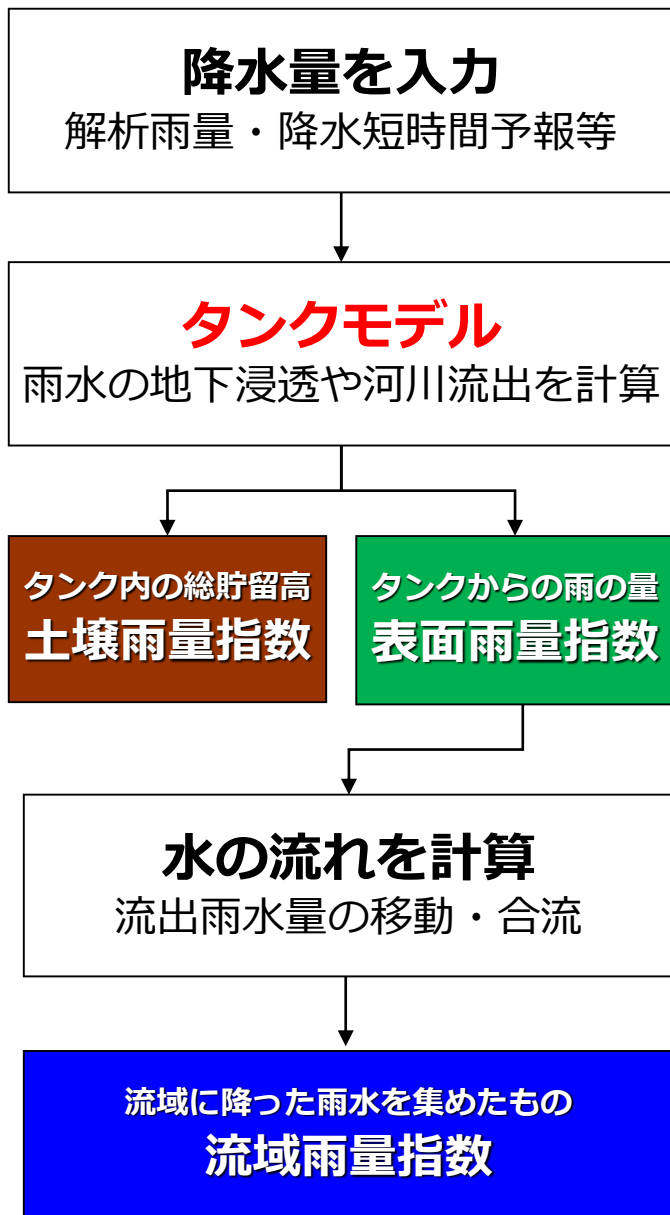 降水量を入力
解析雨量・降水短時間予報等
タンクモデル
雨水の地下浸透や河川流出を計算
タンク内の総貯留高
土壌雨量指数
タンクからの雨の量
表面雨量指数
水の流れを計算
流出雨水量の移動・合流
流域に降った雨水を集めたもの
流域雨量指数